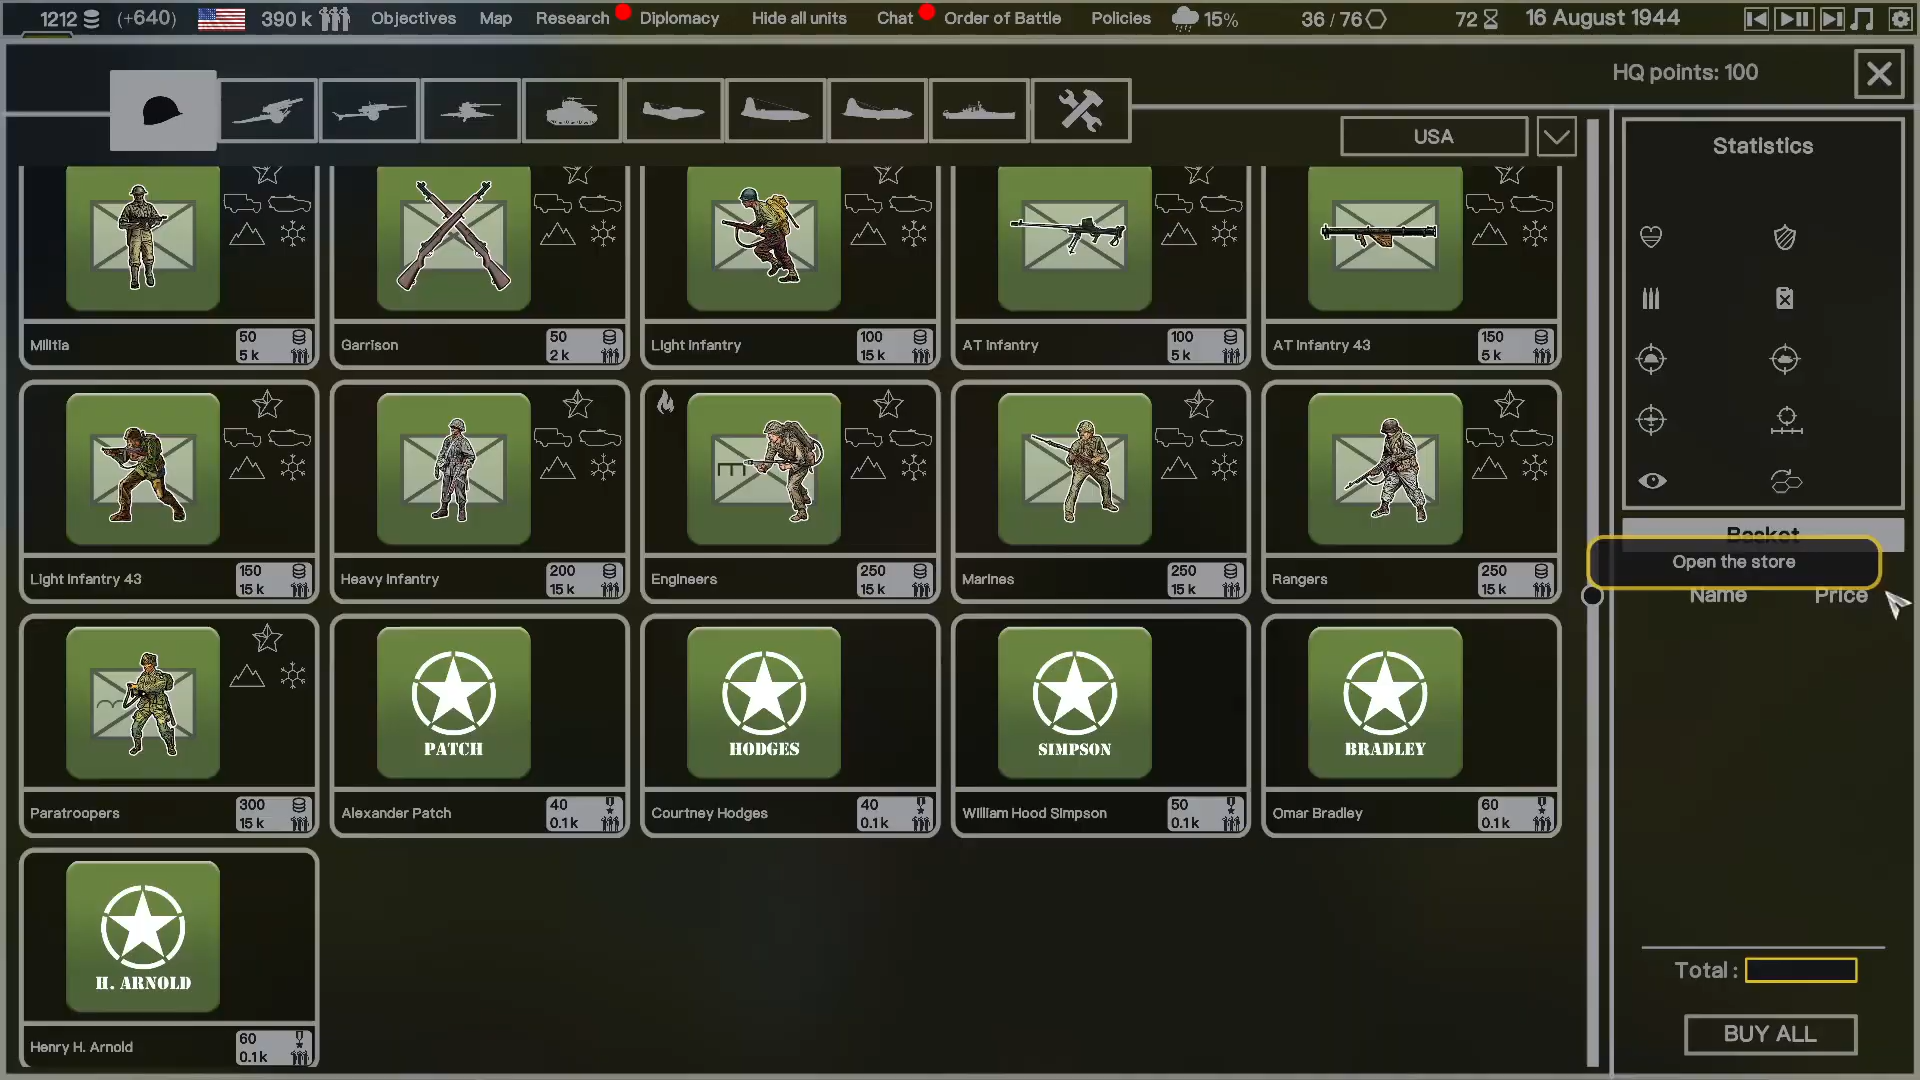 1212 (+640) 390 k Objectives Map Research Diplomacy Hide all units Chat Order of Battle Policies 15% 36 / 76 72 16 August 1944
HQ points: 100
USA
Statistics
Militia 50 5 k
Garrison 50 2 k
Light Infantry 100 15 k
AT Infantry 100 5 k
AT Infantry 43 150 5 k
Light Infantry 43 150 15 k
Heavy Infantry 200 15 k
Engineers 250 15 k
Marines 250 15 k
Rangers 250 15 k
Basket
Open the store
Name Price
PATCH
HODGES
SIMPSON
BRADLEY
Paratroopers 300 15 k
Alexander Patch 40 0.1 k
Courtney Hodges 40 0.1 k
William Hood Simpson 50 0.1 k
Omar Bradley 60 0.1 k
H. ARNOLD
Henry H. Arnold 60 0.1 k
Total :
BUY ALL